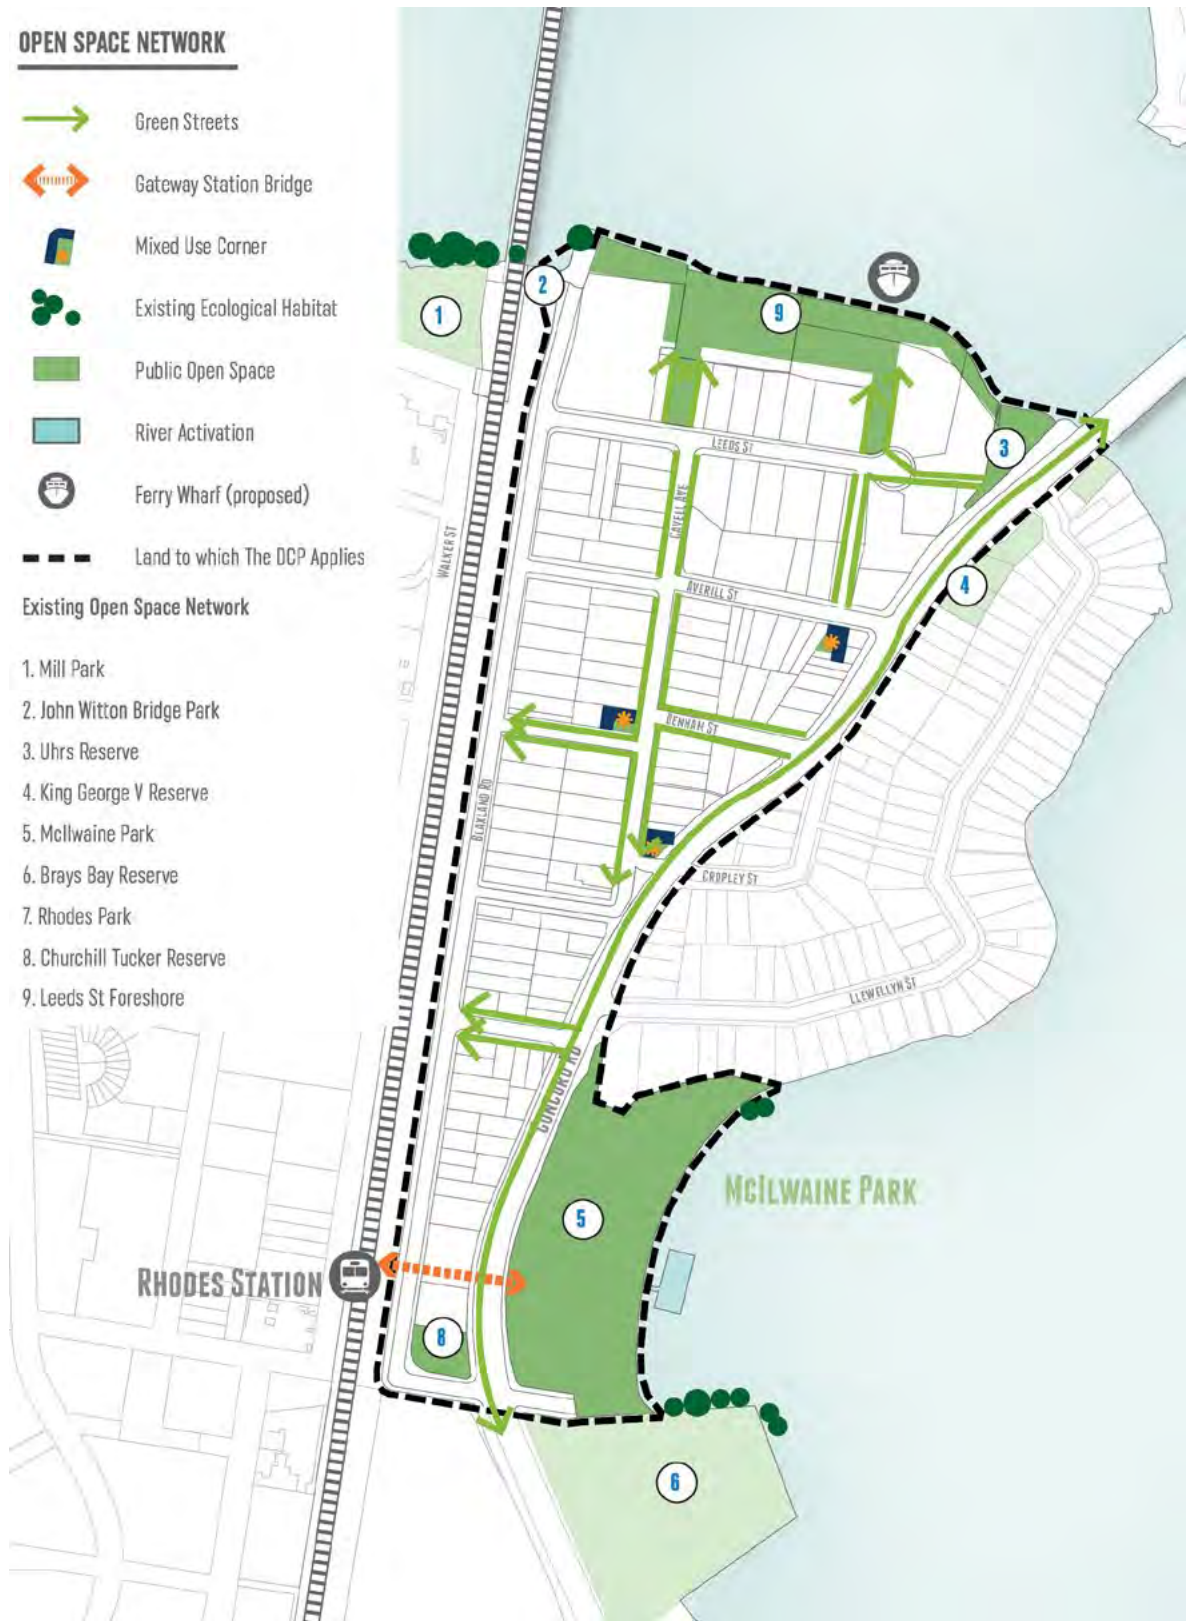 OPEN SPACE NETWORK
Green Streets
Gateway Station Bridge
Mixed Use Corner
Existing Ecological Habitat
Public Open Space
River Activation
Ferry Wharf (proposed)
Land to which The DCP Applies
Existing Open Space Network
1. Mill Park
2. John Witton Bridge Park
3. Uhrs Reserve
4. King George V Reserve
5. McIlwaine Park
6. Brays Bay Reserve
7. Rhodes Park
8. Churchill Tucker Reserve
9. Leeds St Foreshore
2
1
9
LEEDS ST
3
CAVELL AVE
WALKER ST
AVERILL ST
4
DENHAM ST
BLAXLAND RD
CROPLEY ST
LLEWELLYN ST
CONCORD RD
MCILWAINE PARK
5
RHODES STATION
8
6